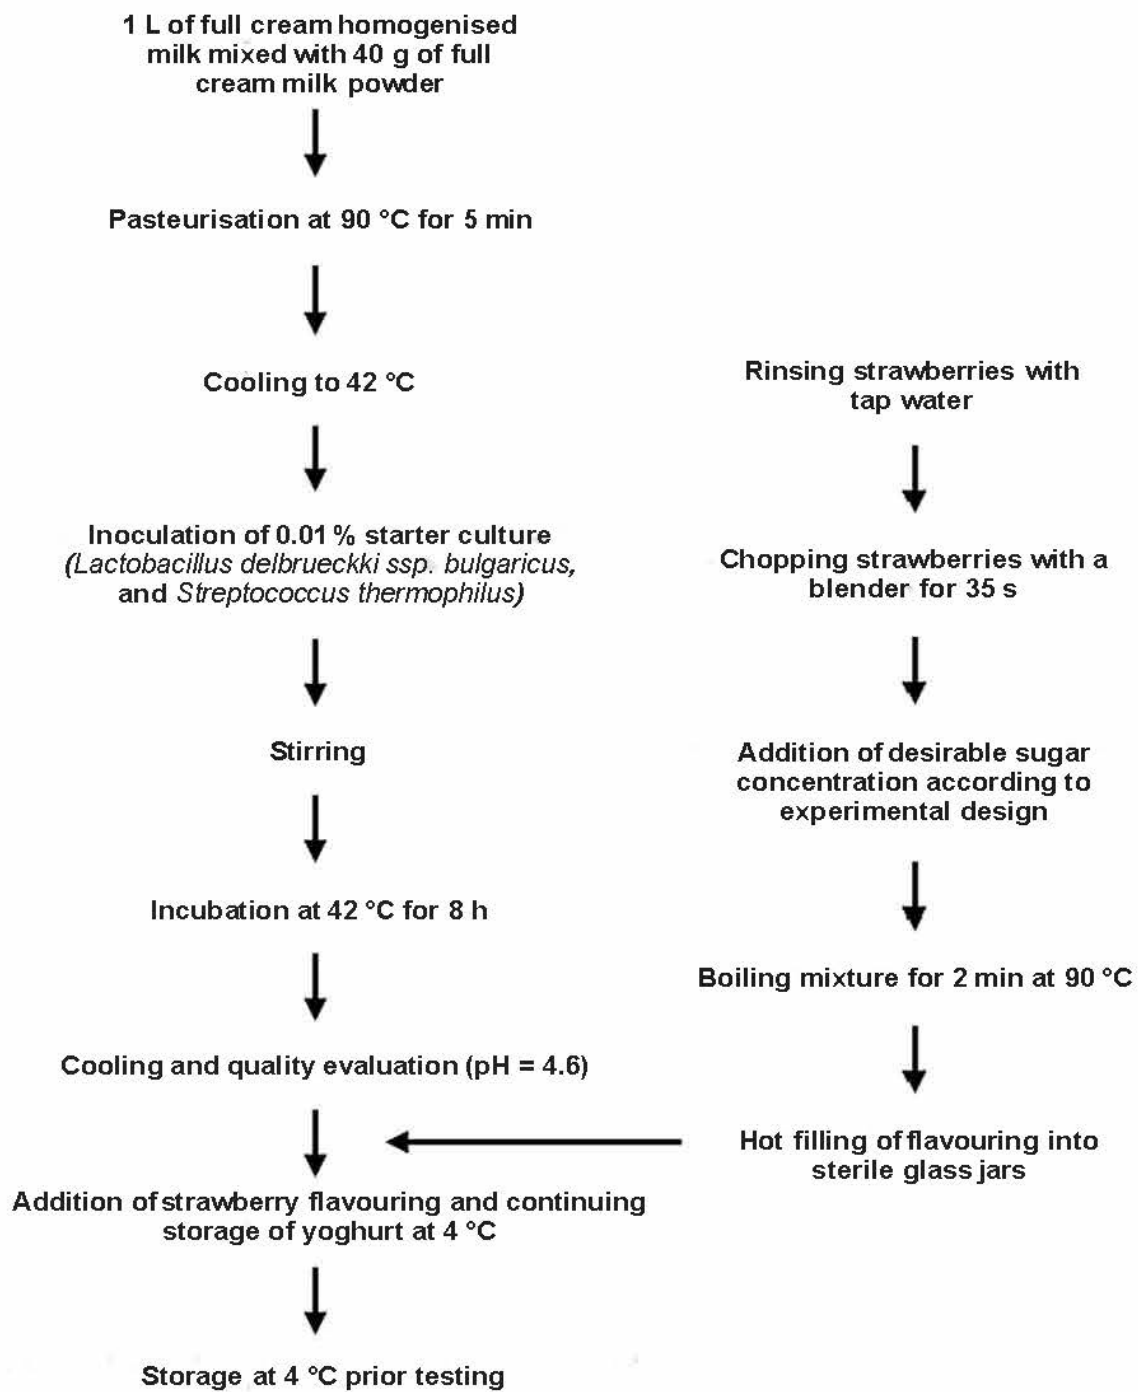 1 L of full cream homogenised
milk mixed with 40 g of full
cream milk powder
Pasteurisation at 90 °C for 5 min
Cooling to 42 °C
Inoculation of 0.01 % starter culture
(Lactobacillus delbrueckki ssp. bulgaricus,
and Streptococcus thermophilus)
Stirring
Incubation at 42 °C for 8 h
Cooling and quality evaluation (pH = 4.6)
Addition of strawberry flavouring and continuing
storage of yoghurt at 4 °C
Storage at 4 °C prior testing
Rinsing strawberries with
tap water
Chopping strawberries with a
blender for 35 s
Addition of desirable sugar
concentration according to
experimental design
Boiling mixture for 2 min at 90 °C
Hot filling of flavouring into
sterile glass jars